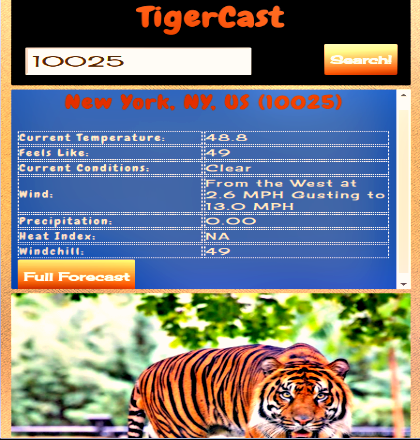 TigerCast
10025
Search!
New York, NY, US (10025)
Current Temperature: 48.8
Feels Like: 49
Current Conditions: Clear
Wind: From the West at
2.6 MPH Gusting to
13.0 MPH
Precipitation: 0.00
Heat Index: NA
Windchill: 49
Full Forecast